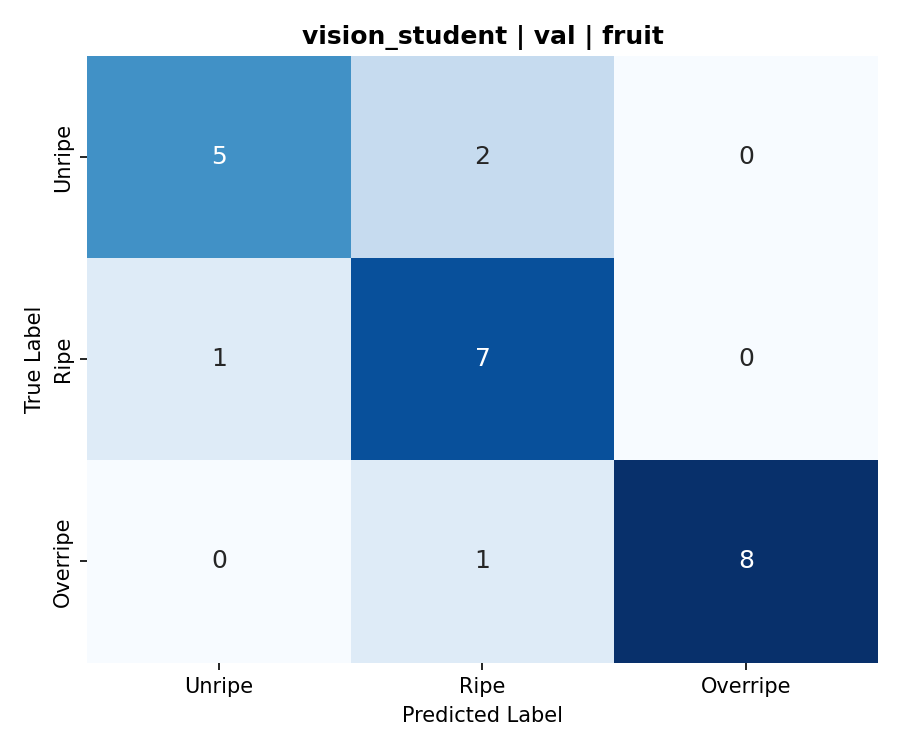 vision_student | val | fruit
True Label
Unripe
5 2 0
Ripe
1 7 0
Overripe
0 1 8
Unripe Ripe Overripe
Predicted Label